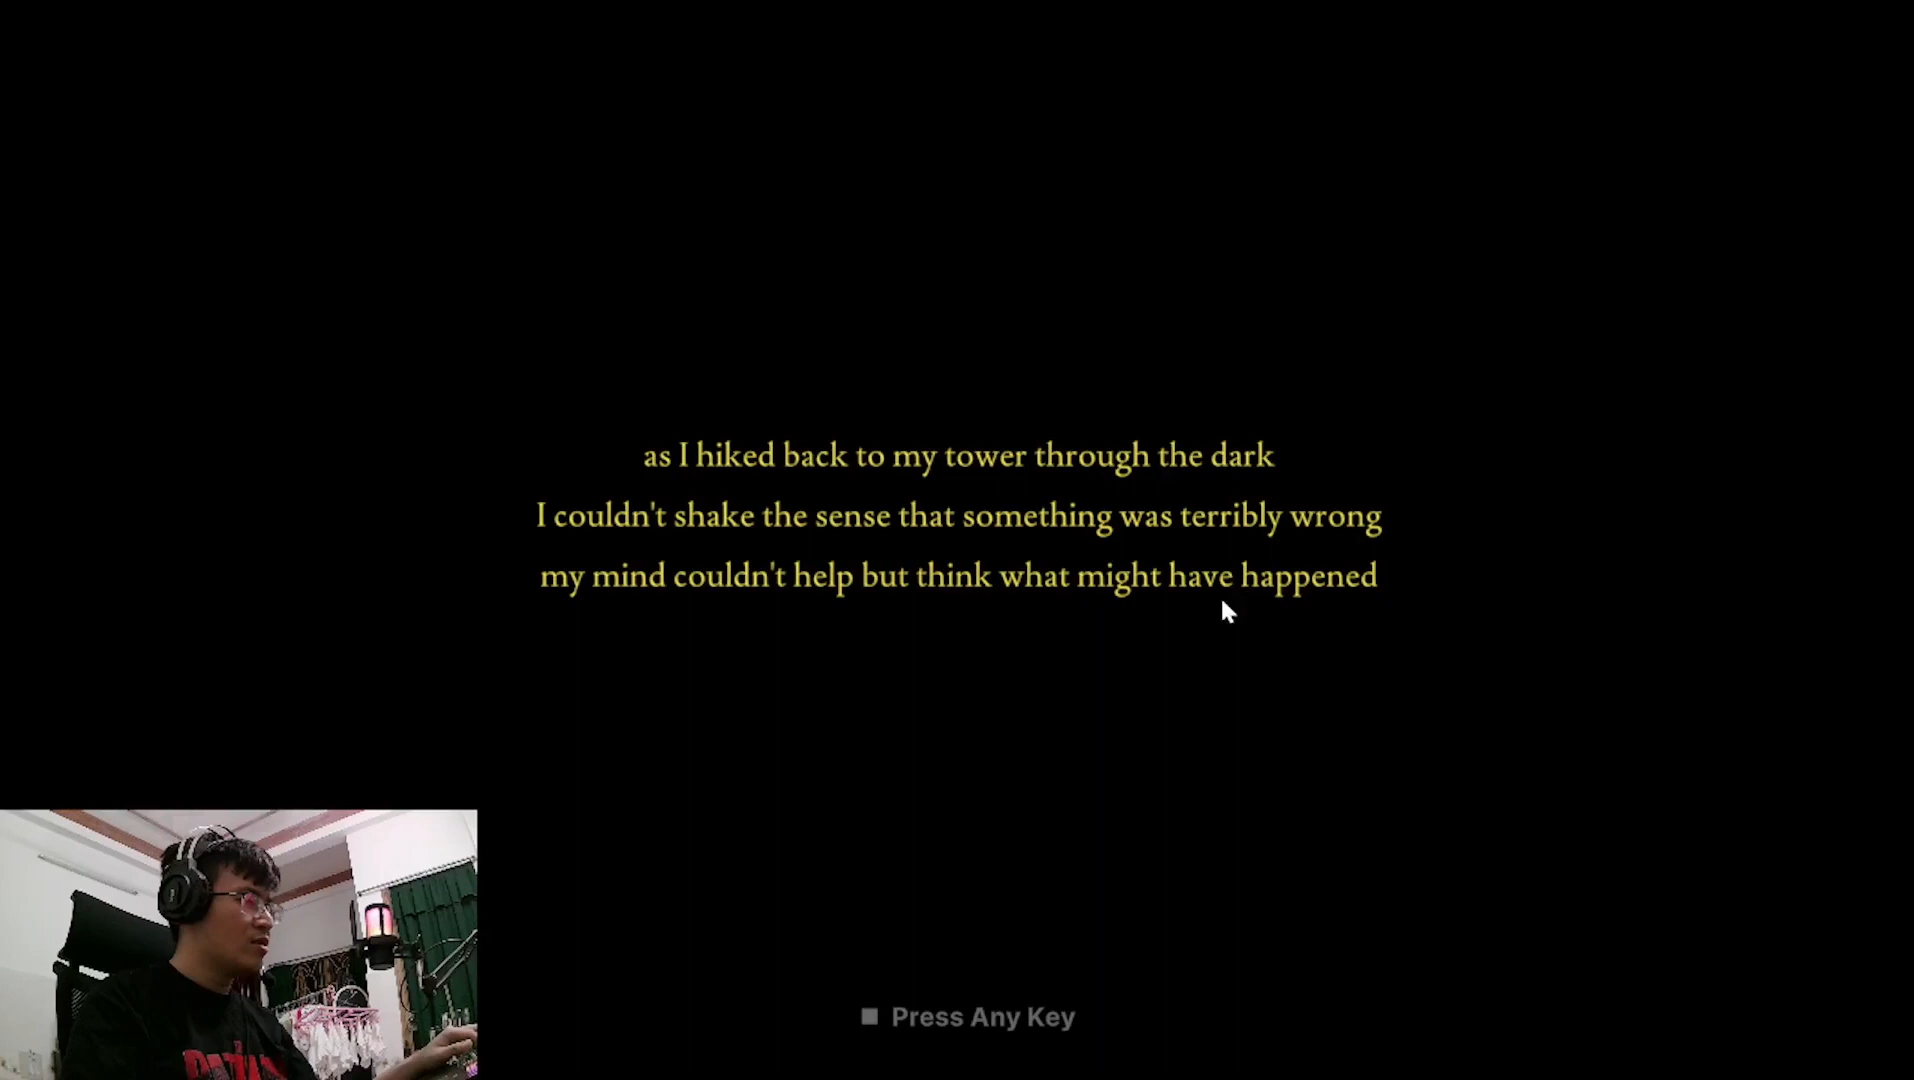 as I hiked back to my tower through the dark
I couldn't shake the sense that something was terribly wrong
my mind couldn't help but think what might have happened
Press Any Key